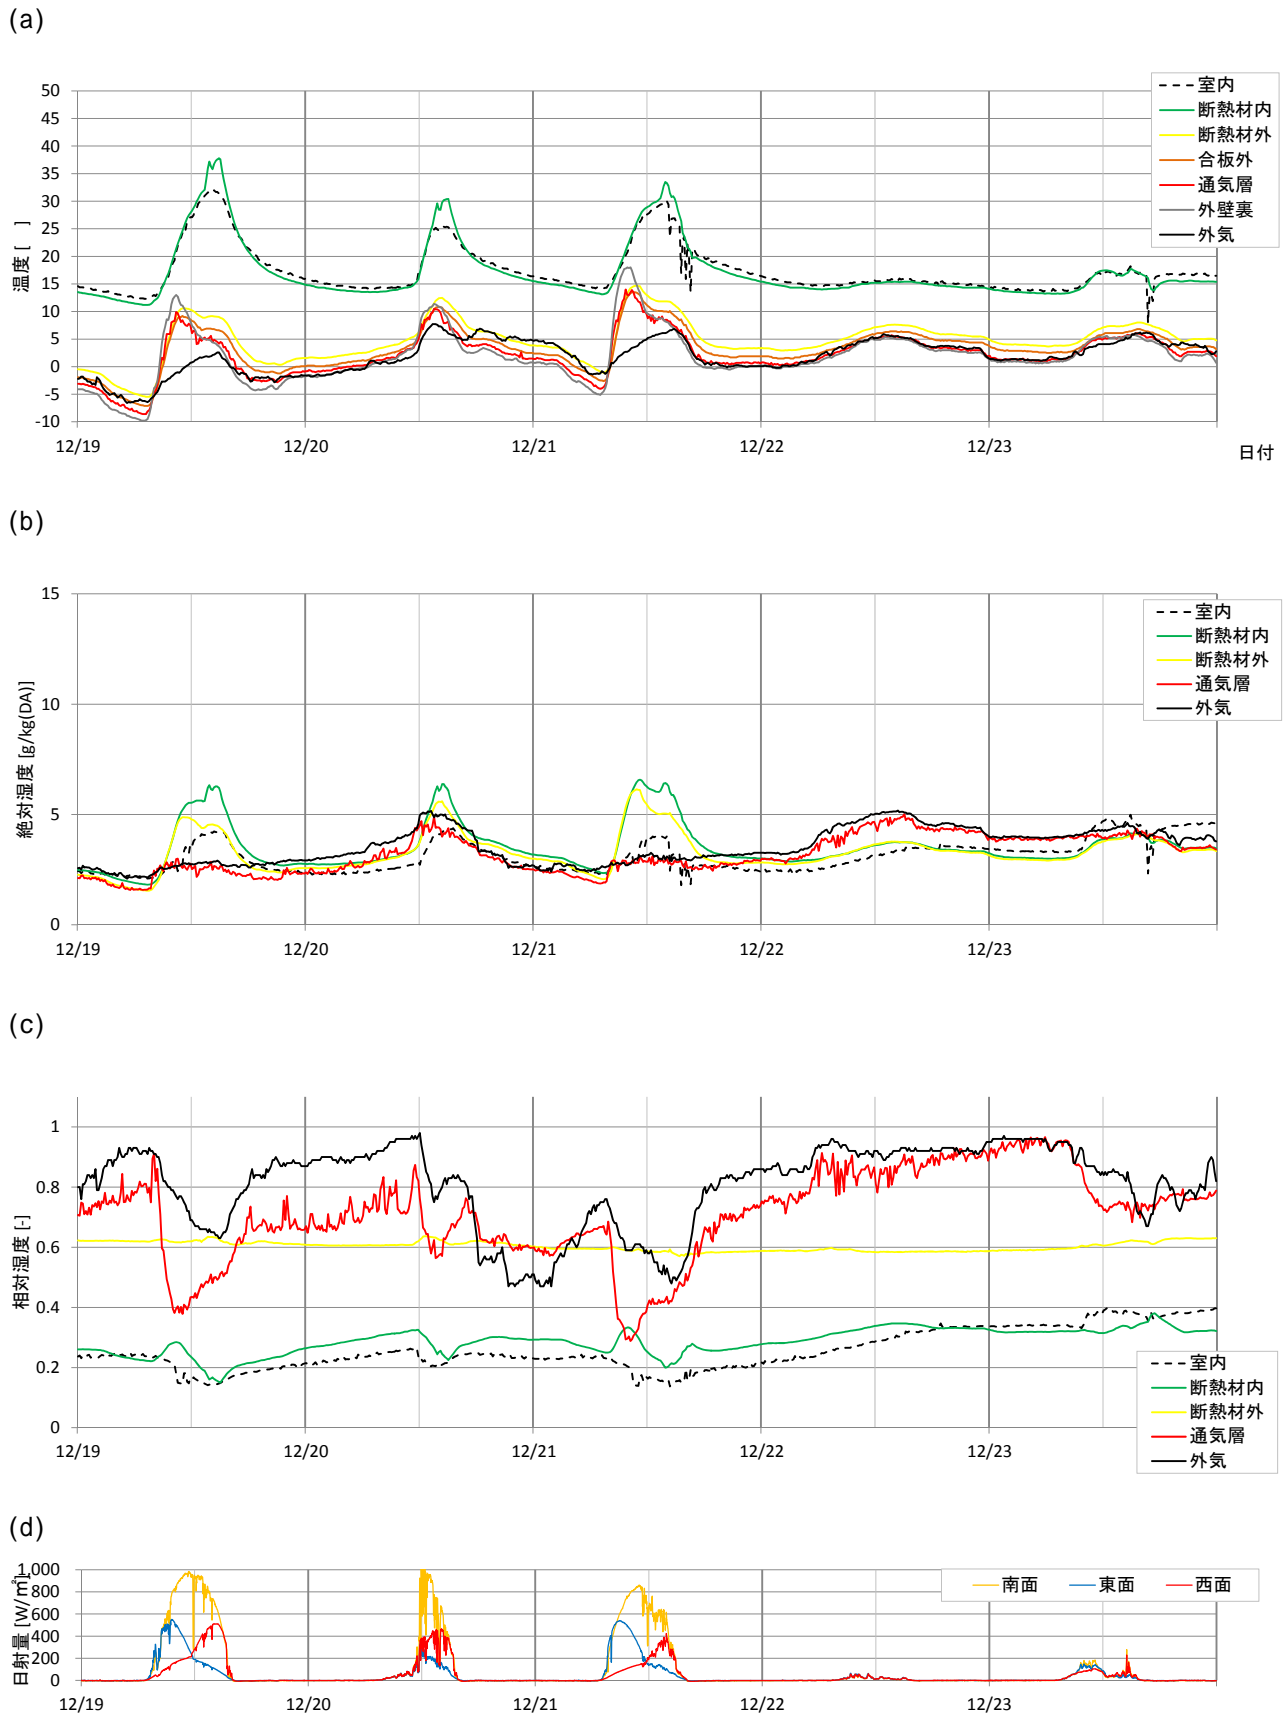 (a)
50
45
40
35
30
25
20
15
10
5
0
-5
-10
温度 [ ]
室内
断熱材内
断熱材外
合板外
通気層
外壁裏
外気
12/19 12/20 12/21 12/22 12/23
日付
(b)
15
10
5
0
絶対湿度 [g/kg(DA)]
室内
断熱材内
断熱材外
通気層
外気
12/19 12/20 12/21 12/22 12/23
(c)
1
0.8
0.6
0.4
0.2
0
相対湿度 [-]
室内
断熱材内
断熱材外
通気層
外気
12/19 12/20 12/21 12/22 12/23
(d)
1,000
800
600
400
200
0
日射量 [W/㎡]
南面 東面 西面
12/19 12/20 12/21 12/22 12/23